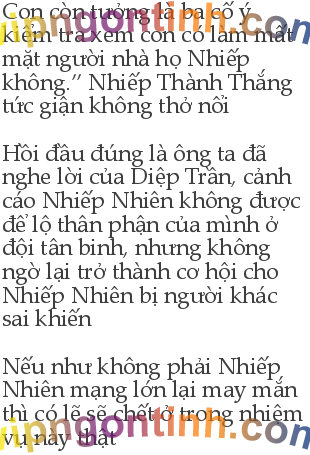 Con còn tưởng là ba cố ý
kiểm tra xem con có làm mất
mặt người nhà họ Nhiếp
không.” Nhiếp Thành Thắng
tức giận không thở nổi
Hồi đầu đúng là ông ta đã
nghe lời của Diệp Trần, cảnh
cáo Nhiếp Nhiên không được
để lộ thân phận của mình ở
đội tân binh, nhưng không
ngờ lại trở thành cơ hội cho
Nhiếp Nhiên bị người khác
sai khiến
Nếu như không phải Nhiếp
Nhiên mạng lớn lại may mắn
thì có lẽ sẽ chết ở trong nhiệm
vụ này thật
vipngontinh.com
vipngontinh.com